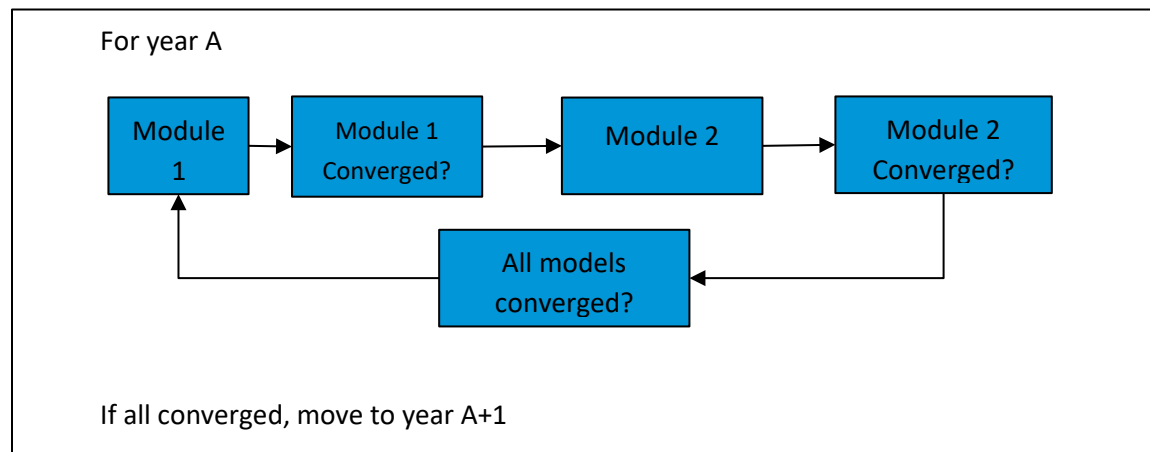 For year A
Module
1
Module 1
Converged?
Module 2
Module 2
Converged?
All models
converged?
If all converged, move to year A+1